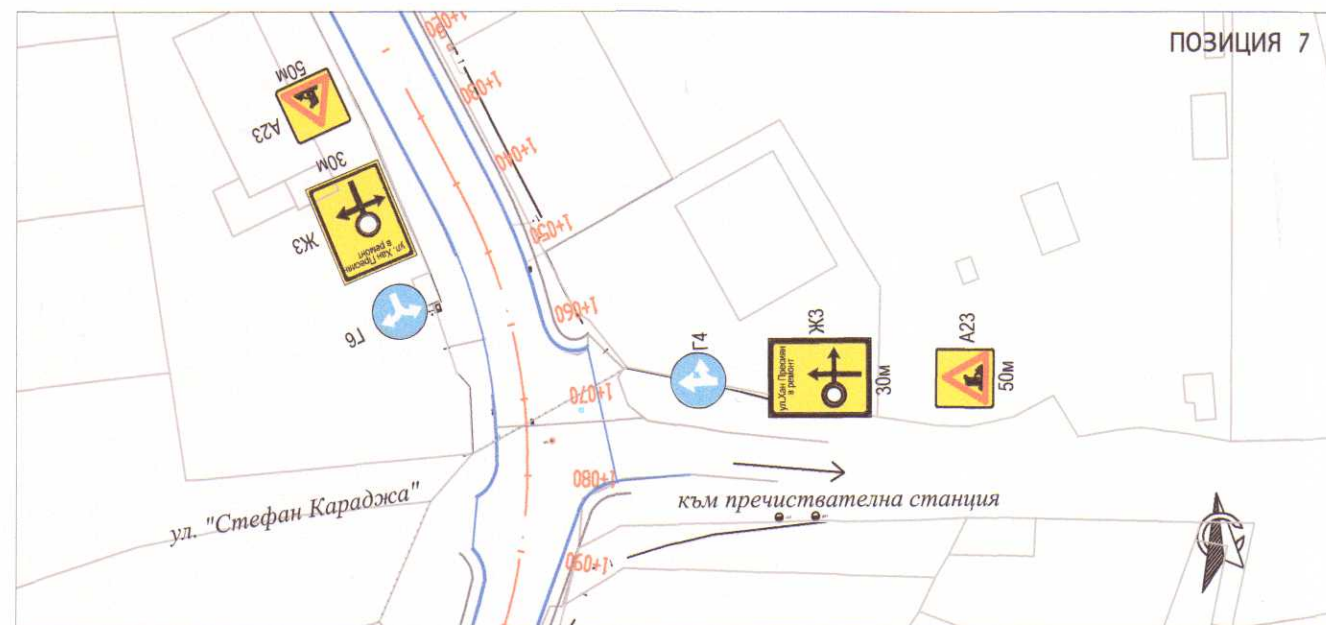 ПОЗИЦИЯ 7
1+020
1+030
1+040
1+050
1+060
1+070
1+080
1+090
50м
А23
30м
Ж3
ул. Хан Пресиян
в ремонт
Г6
Г4
Ж3
ул.Хан Пресиян
в ремонт
30м
А23
50м
ул. "Стефан Караджа"
към пречиствателна станция
С